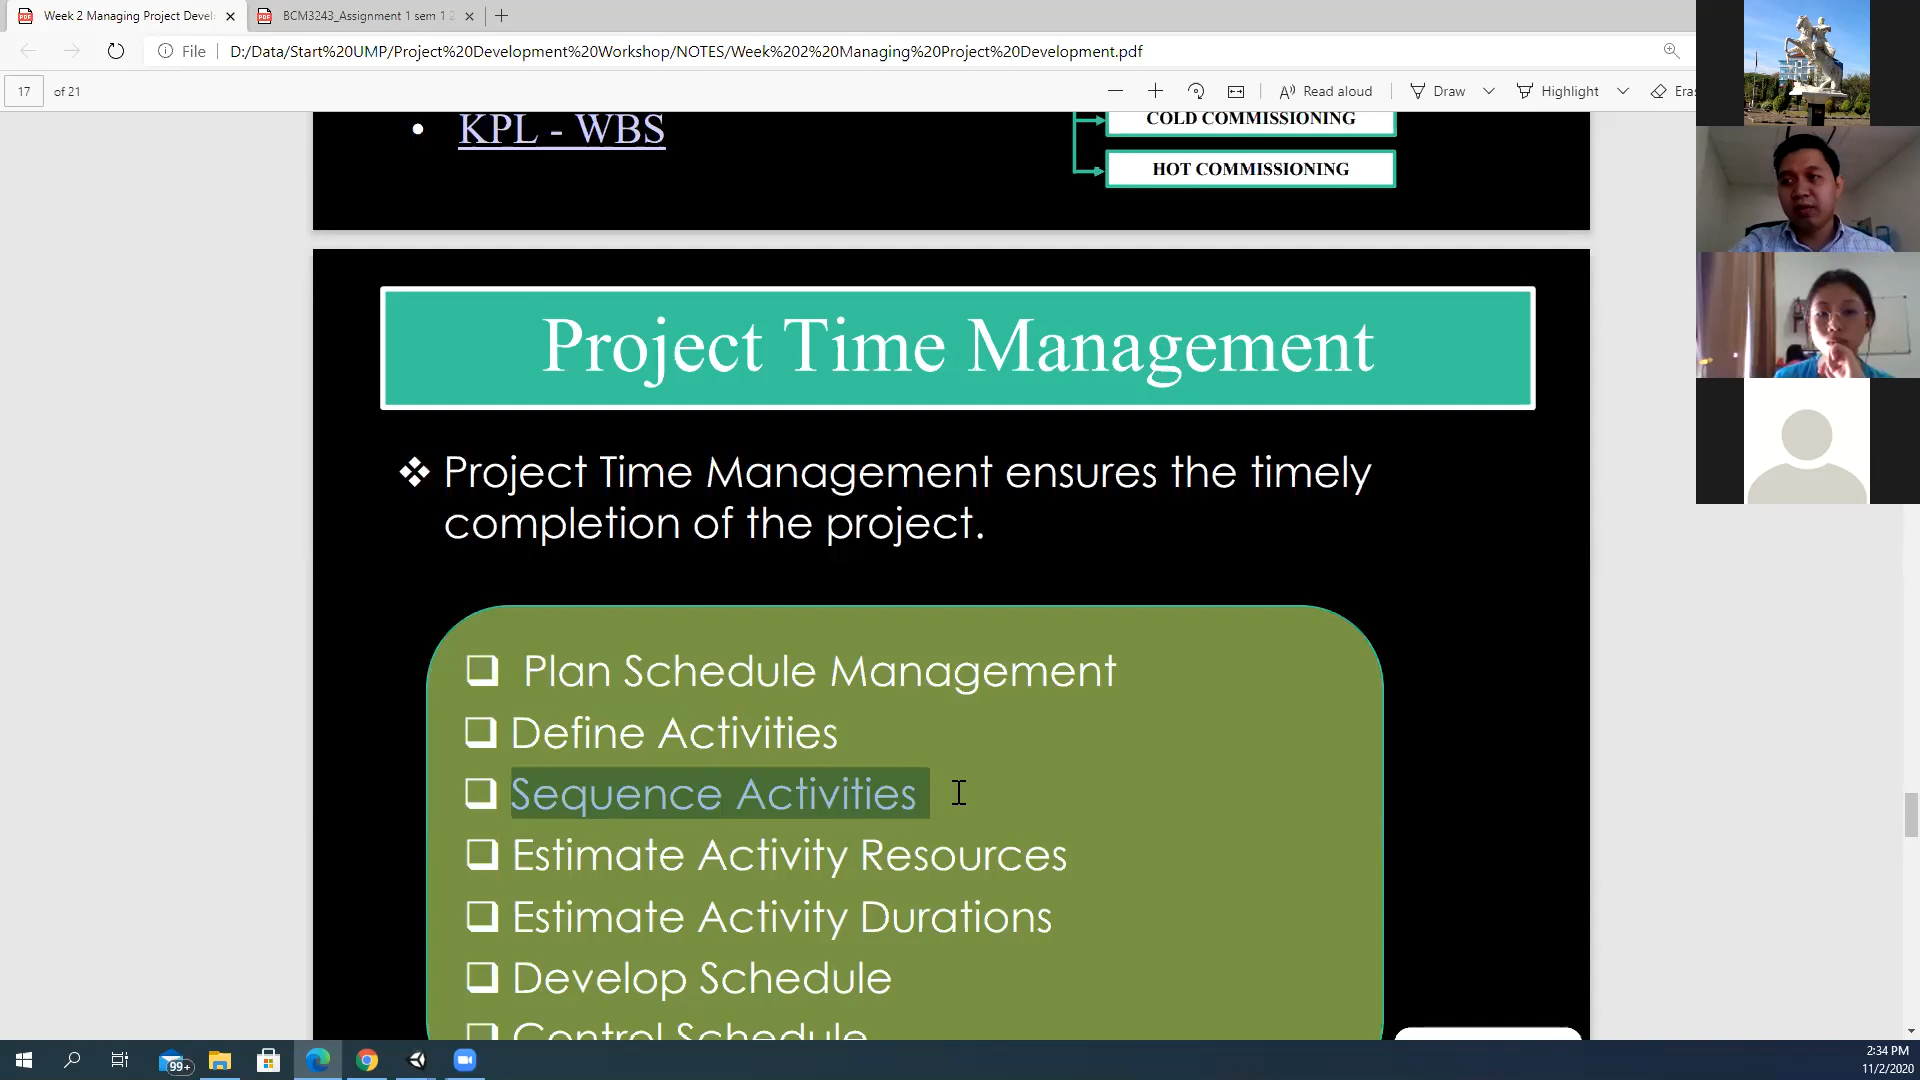 Week 2 Managing Project Devel
BCM3243_Assignment 1 sem 1 2
File
D:/Data/Start%20UMP/Project%20Development%20Workshop/NOTES/Week%202%20Managing%20Project%20Development.pdf
17 of 21
Read aloud
Draw
Highlight
Eras
KPL - WBS
COLD COMMISSIONING
HOT COMMISSIONING
Project Time Management
Project Time Management ensures the timely
completion of the project.
Plan Schedule Management
Define Activities
Sequence Activities
Estimate Activity Resources
Estimate Activity Durations
Develop Schedule
Control Schedule
99+
2:34 PM
11/2/2020